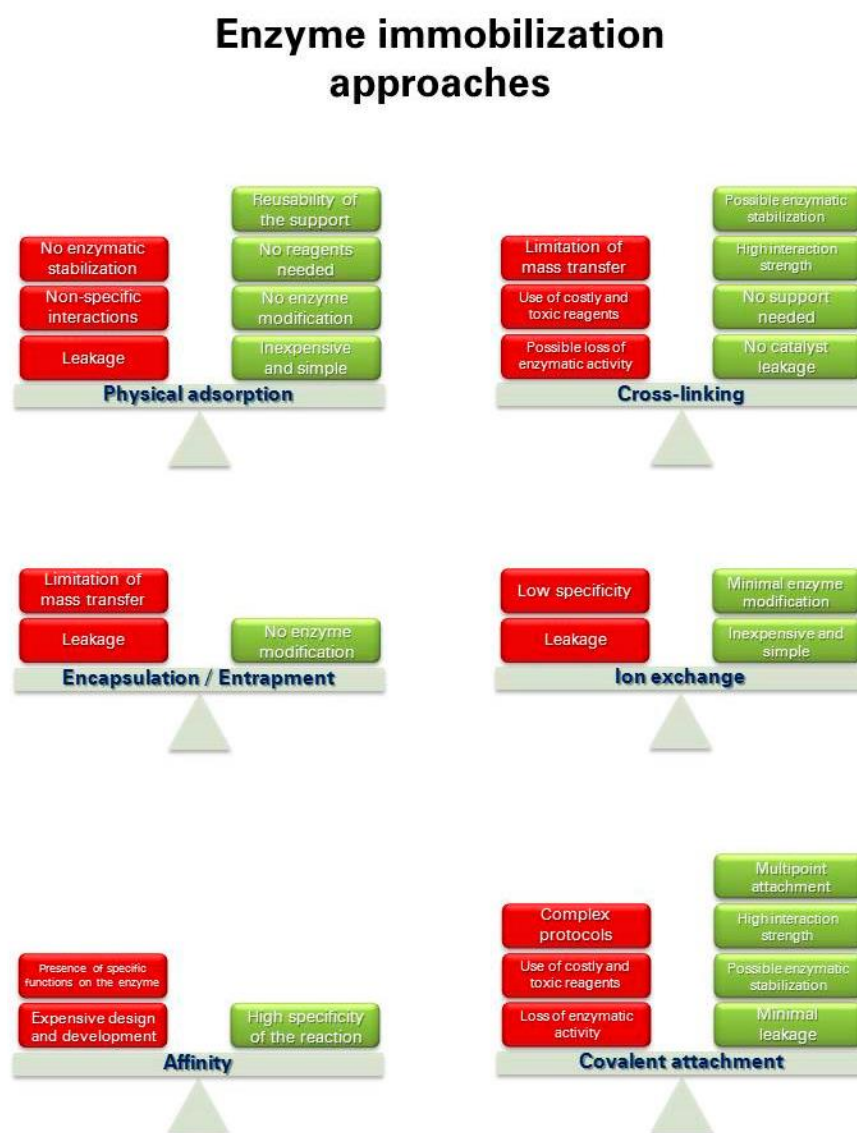 Enzyme immobilization
approaches
No enzymatic
stabilization
Non-specific
interactions
Leakage
Reusability of
the support
No reagents
needed
No enzyme
modification
Inexpensive
and simple
Physical adsorption
Limitation of
mass transfer
Use of costly and
toxic reagents
Possible loss of
enzymatic activity
Possible enzymatic
stabilization
High interaction
strength
No support
needed
No catalyst
leakage
Cross-linking
Limitation of
mass transfer
Leakage
No enzyme
modification
Encapsulation / Entrapment
Low specificity
Leakage
Minimal enzyme
modification
Inexpensive and
simple
Ion exchange
Presence of specific
functions on the enzyme
Expensive design
and development
High specificity
of the reaction
Affinity
Complex
protocols
Use of costly and
toxic reagents
Loss of enzymatic
activity
Multipoint
attachment
High interaction
strength
Possible enzymatic
stabilization
Minimal
leakage
Covalent attachment